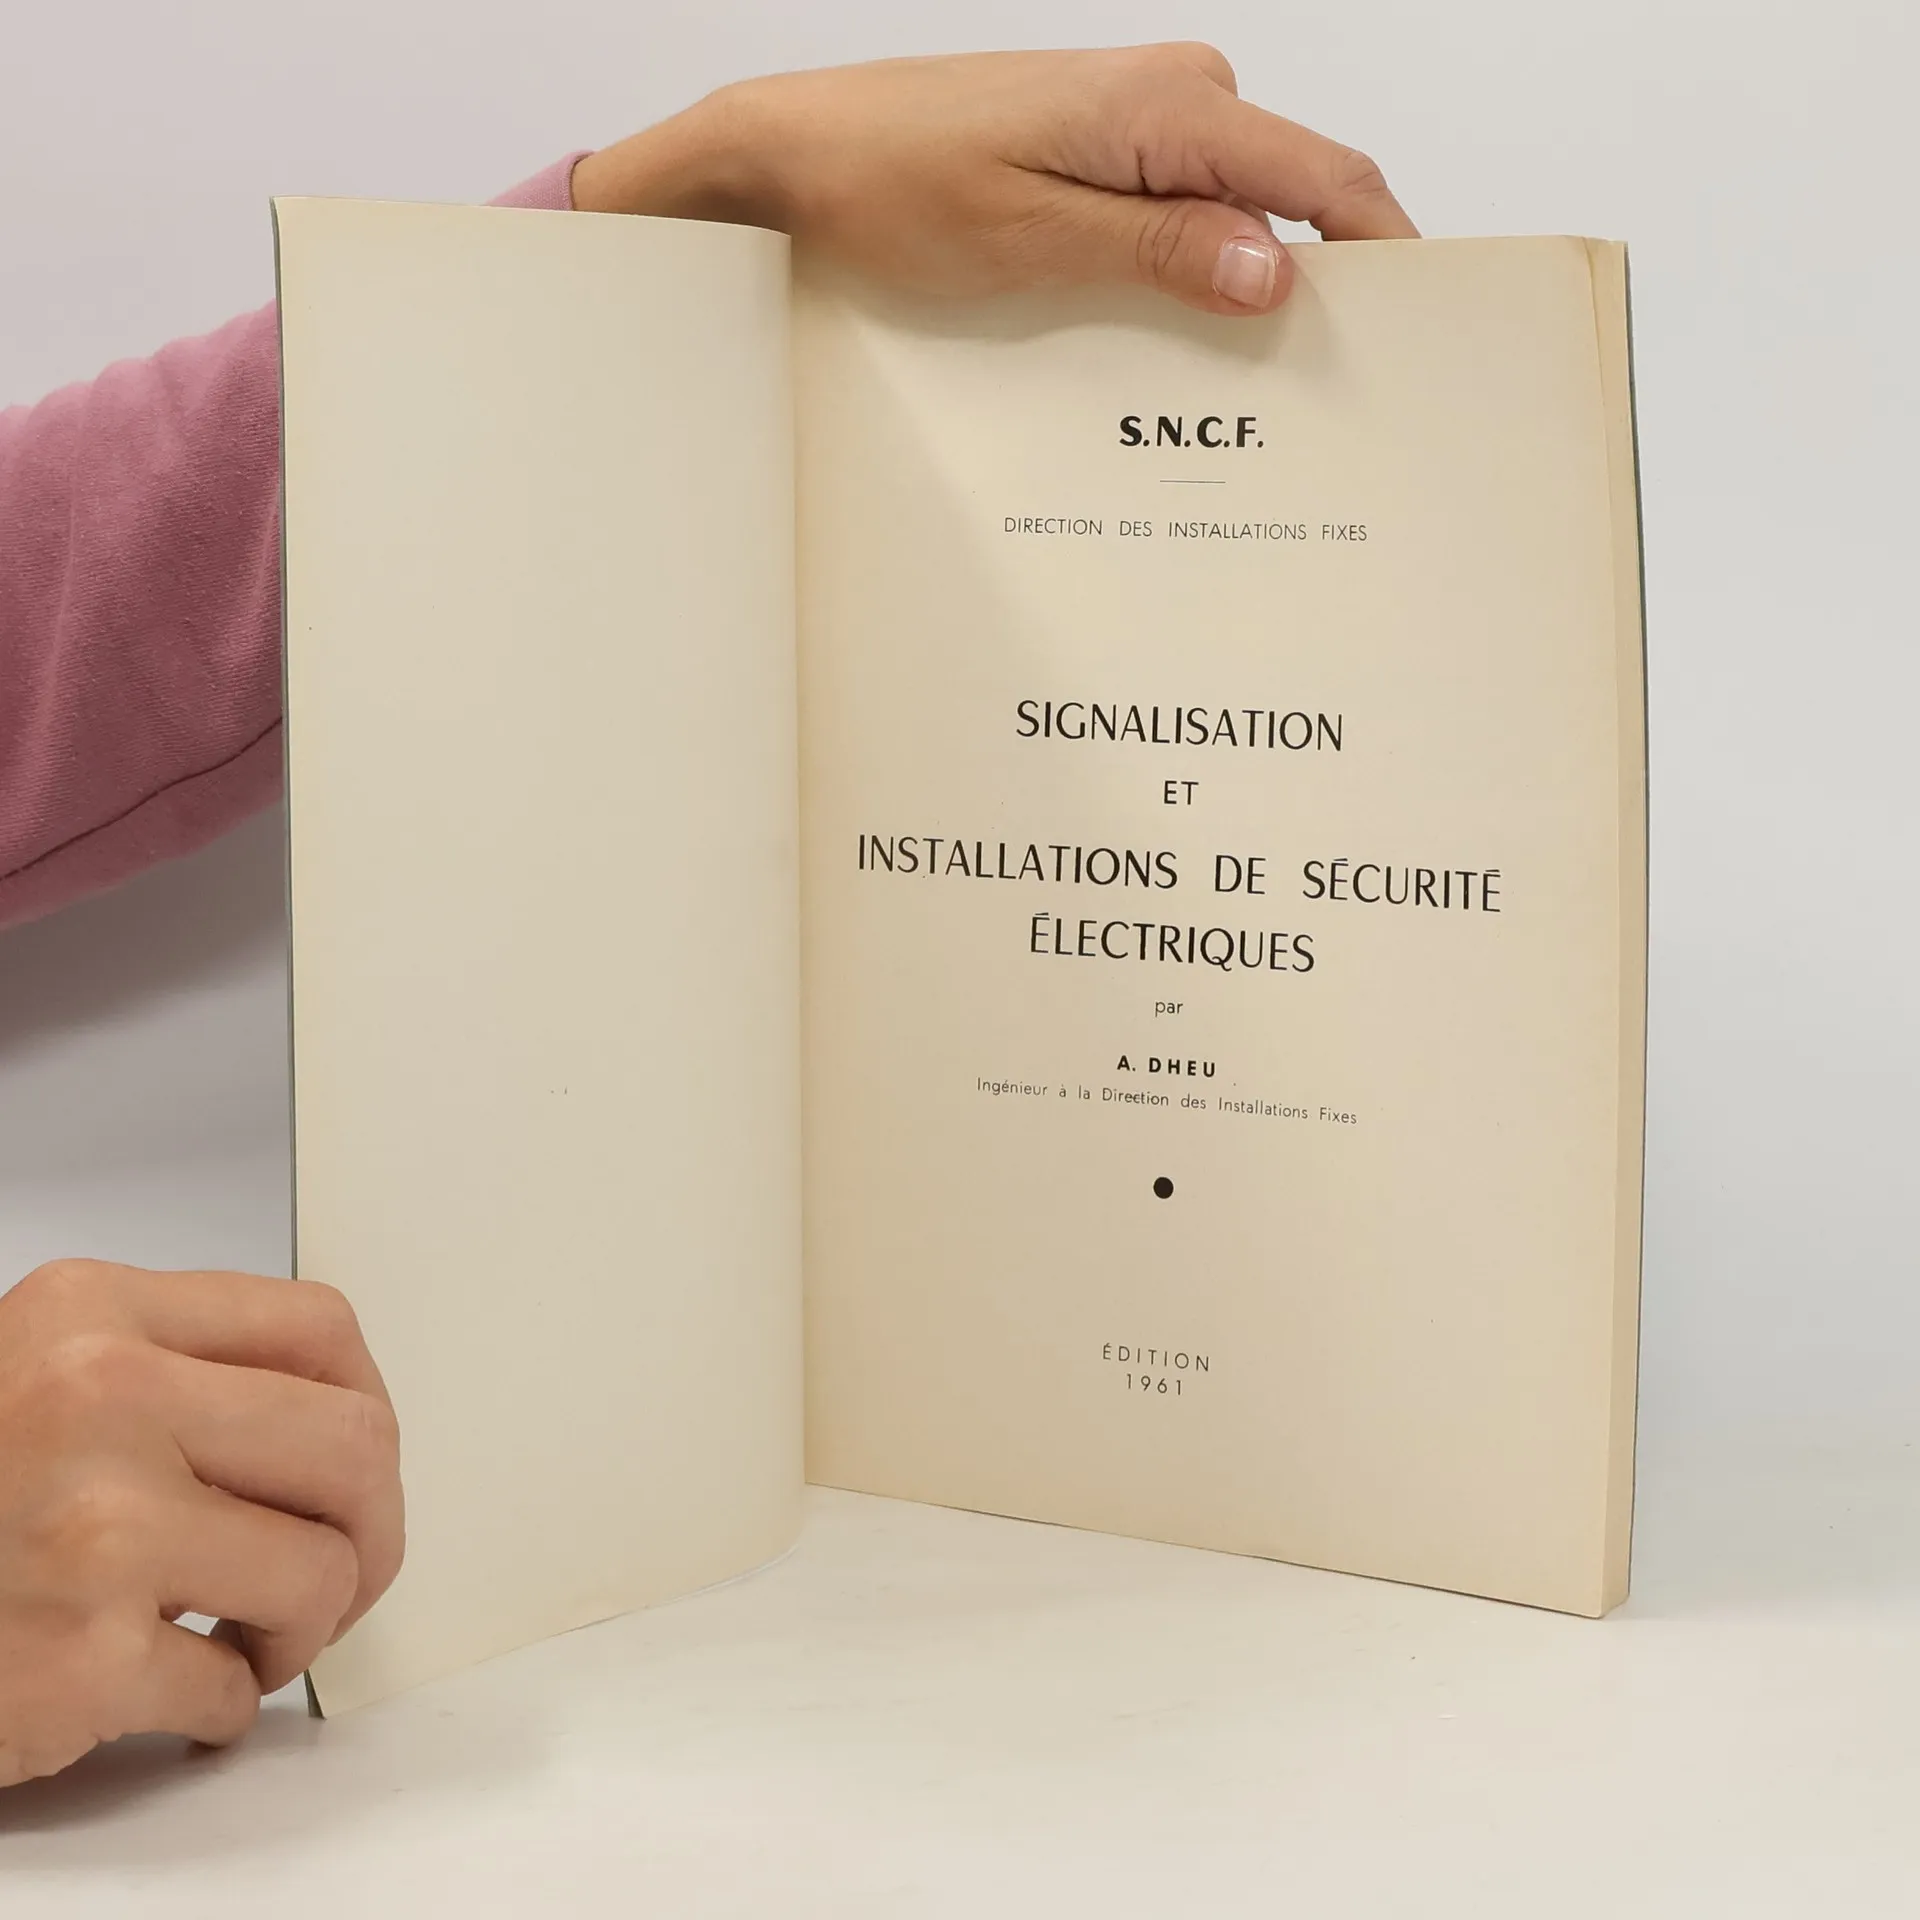 S.N.C.F.
DIRECTION DES INSTALLATIONS FIXES
SIGNALISATION
ET
INSTALLATIONS DE SÉCURITÉ
ÉLECTRIQUES
par
A. DHEU
Ingénieur à la Direction des Installations Fixes
ÉDITION
1961